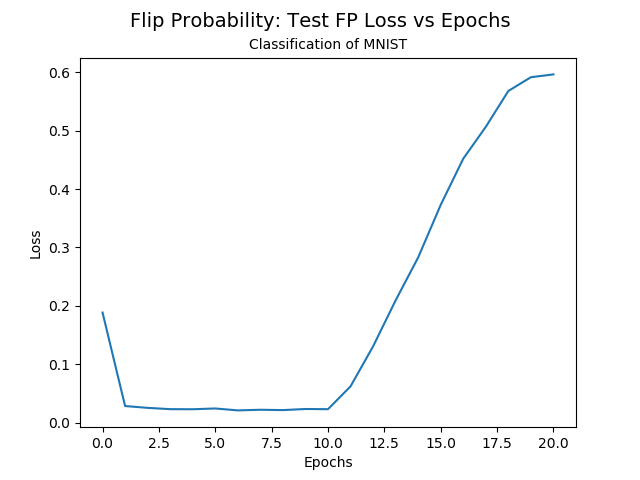 Flip Probability: Test FP Loss vs Epochs
Classification of MNIST
0.6
0.5
0.4
0.3
0.2
0.1
0.0
Loss
0.0 2.5 5.0 7.5 10.0 12.5 15.0 17.5 20.0
Epochs